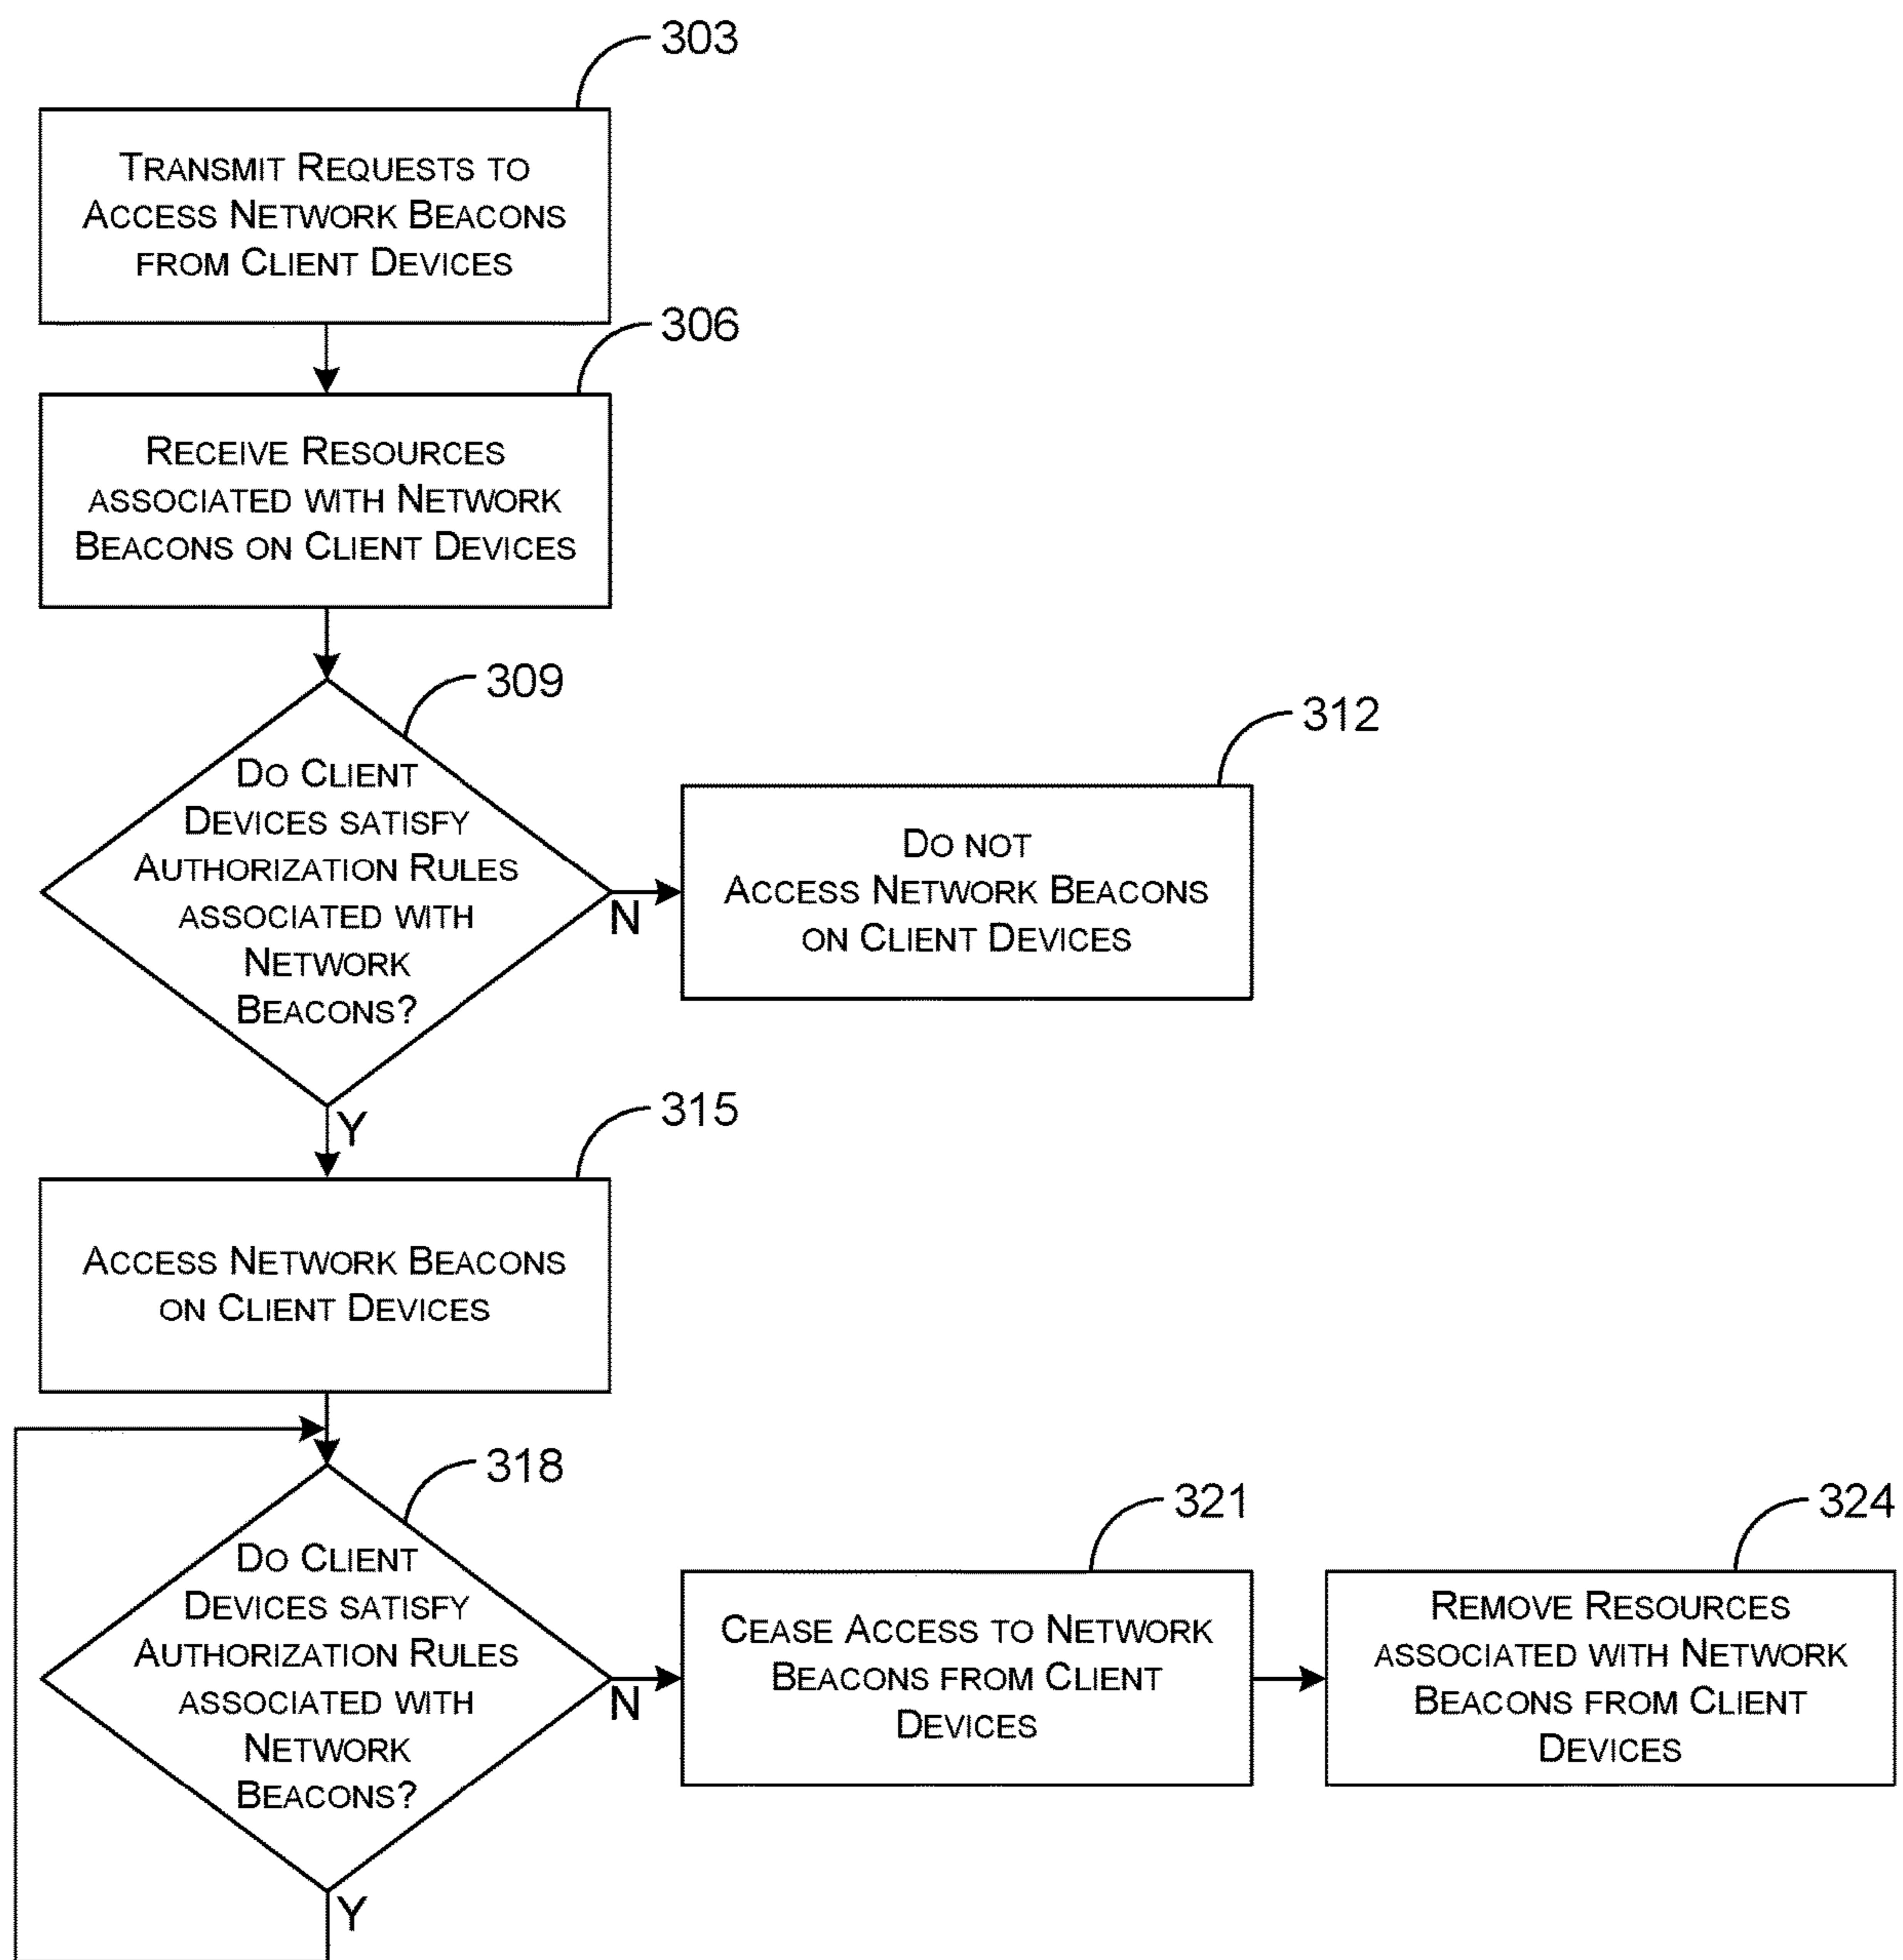 303
Transmit Requests to
Access Network Beacons
from Client Devices
306
Receive Resources
associated with Network
Beacons on Client Devices
309
Do Client
Devices satisfy
Authorization Rules
associated with
Network
Beacons?
N
312
Do not
Access Network Beacons
on Client Devices
Y
315
Access Network Beacons
on Client Devices
318
Do Client
Devices satisfy
Authorization Rules
associated with
Network
Beacons?
N
321
Cease Access to Network
Beacons from Client
Devices
324
Remove Resources
associated with Network
Beacons from Client
Devices
Y